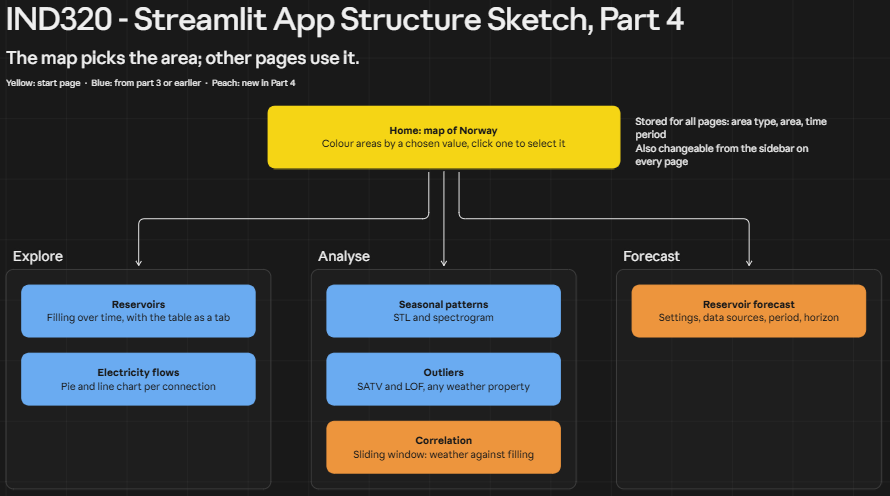 IND320 - Streamlit App Structure Sketch, Part 4
The map picks the area; other pages use it.
Yellow: start page · Blue: from part 3 or earlier · Peach: new in Part 4
Home: map of Norway
Colour areas by a chosen value, click one to select it
Stored for all pages: area type, area, time
period
Also changeable from the sidebar on
every page
Explore
Reservoirs
Filling over time, with the table as a tab
Electricity flows
Pie and line chart per connection
Analyse
Seasonal patterns
STL and spectrogram
Outliers
SATV and LOF, any weather property
Correlation
Sliding window: weather against filling
Forecast
Reservoir forecast
Settings, data sources, period, horizon